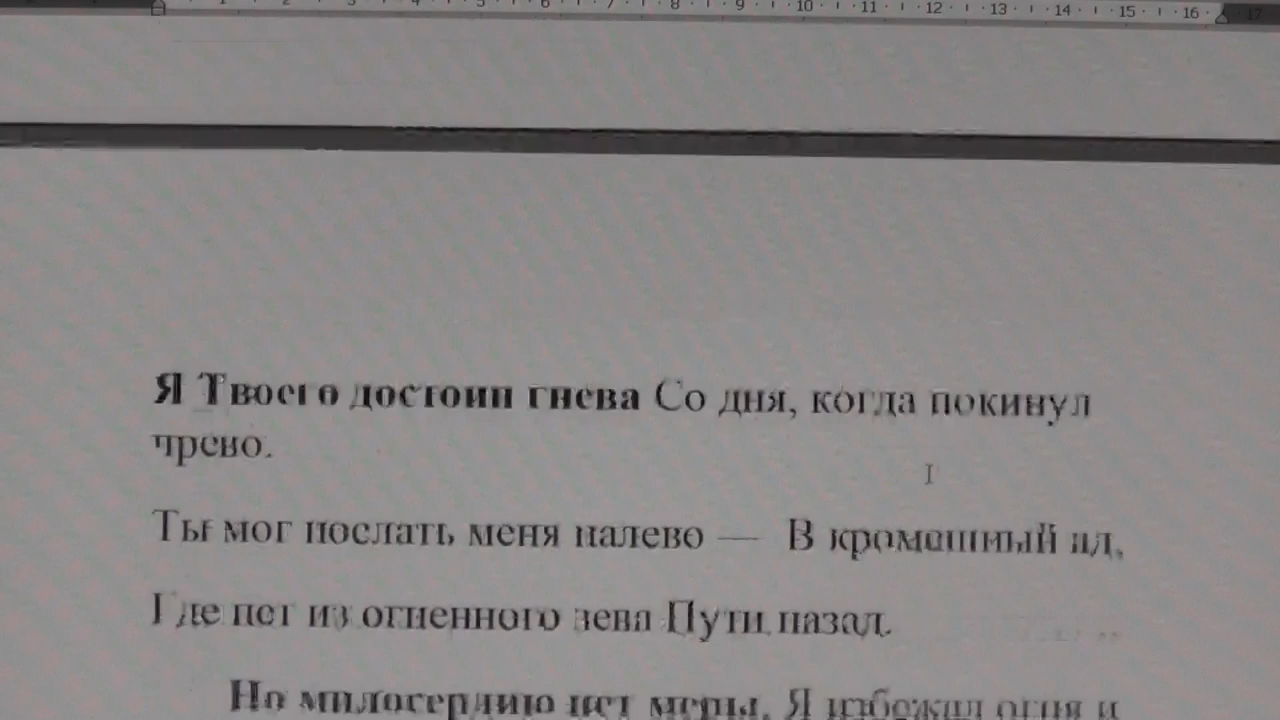 1 2 3 4 5 6 7 8 9 10 11 12 13 14 15 16 17
Я Твоего достоин гнева Со дня, когда покинул
чрево.
Ты мог послать меня налево — В кромешный ад,
Где нет из огненного зева Пути назад.
Но милосердию нет меры. Я избежал огня и